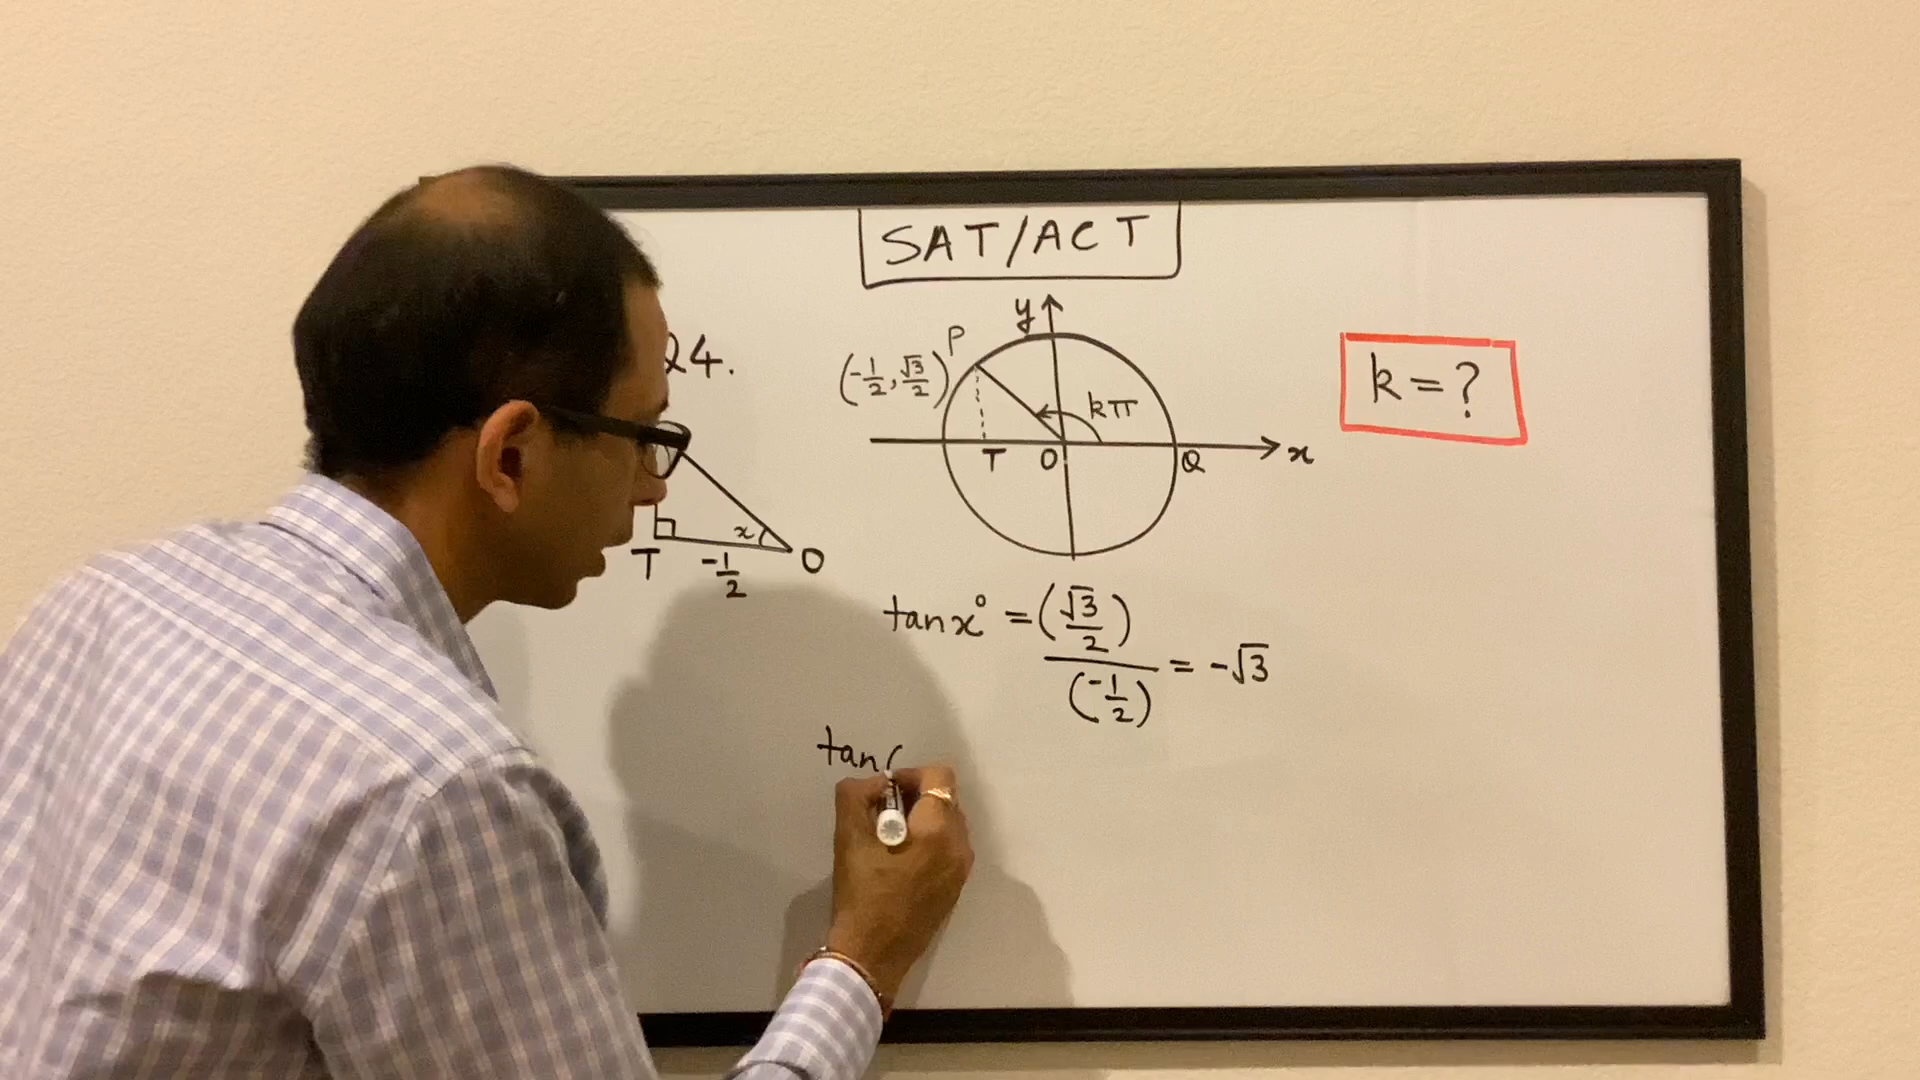 SAT/ACT
Q4.
y
P
(-1/2, √3/2)
kπ
T O Q x
k = ?
x
T -1/2 O
tan x° = (√3/2)/(-1/2) = -√3
tan(